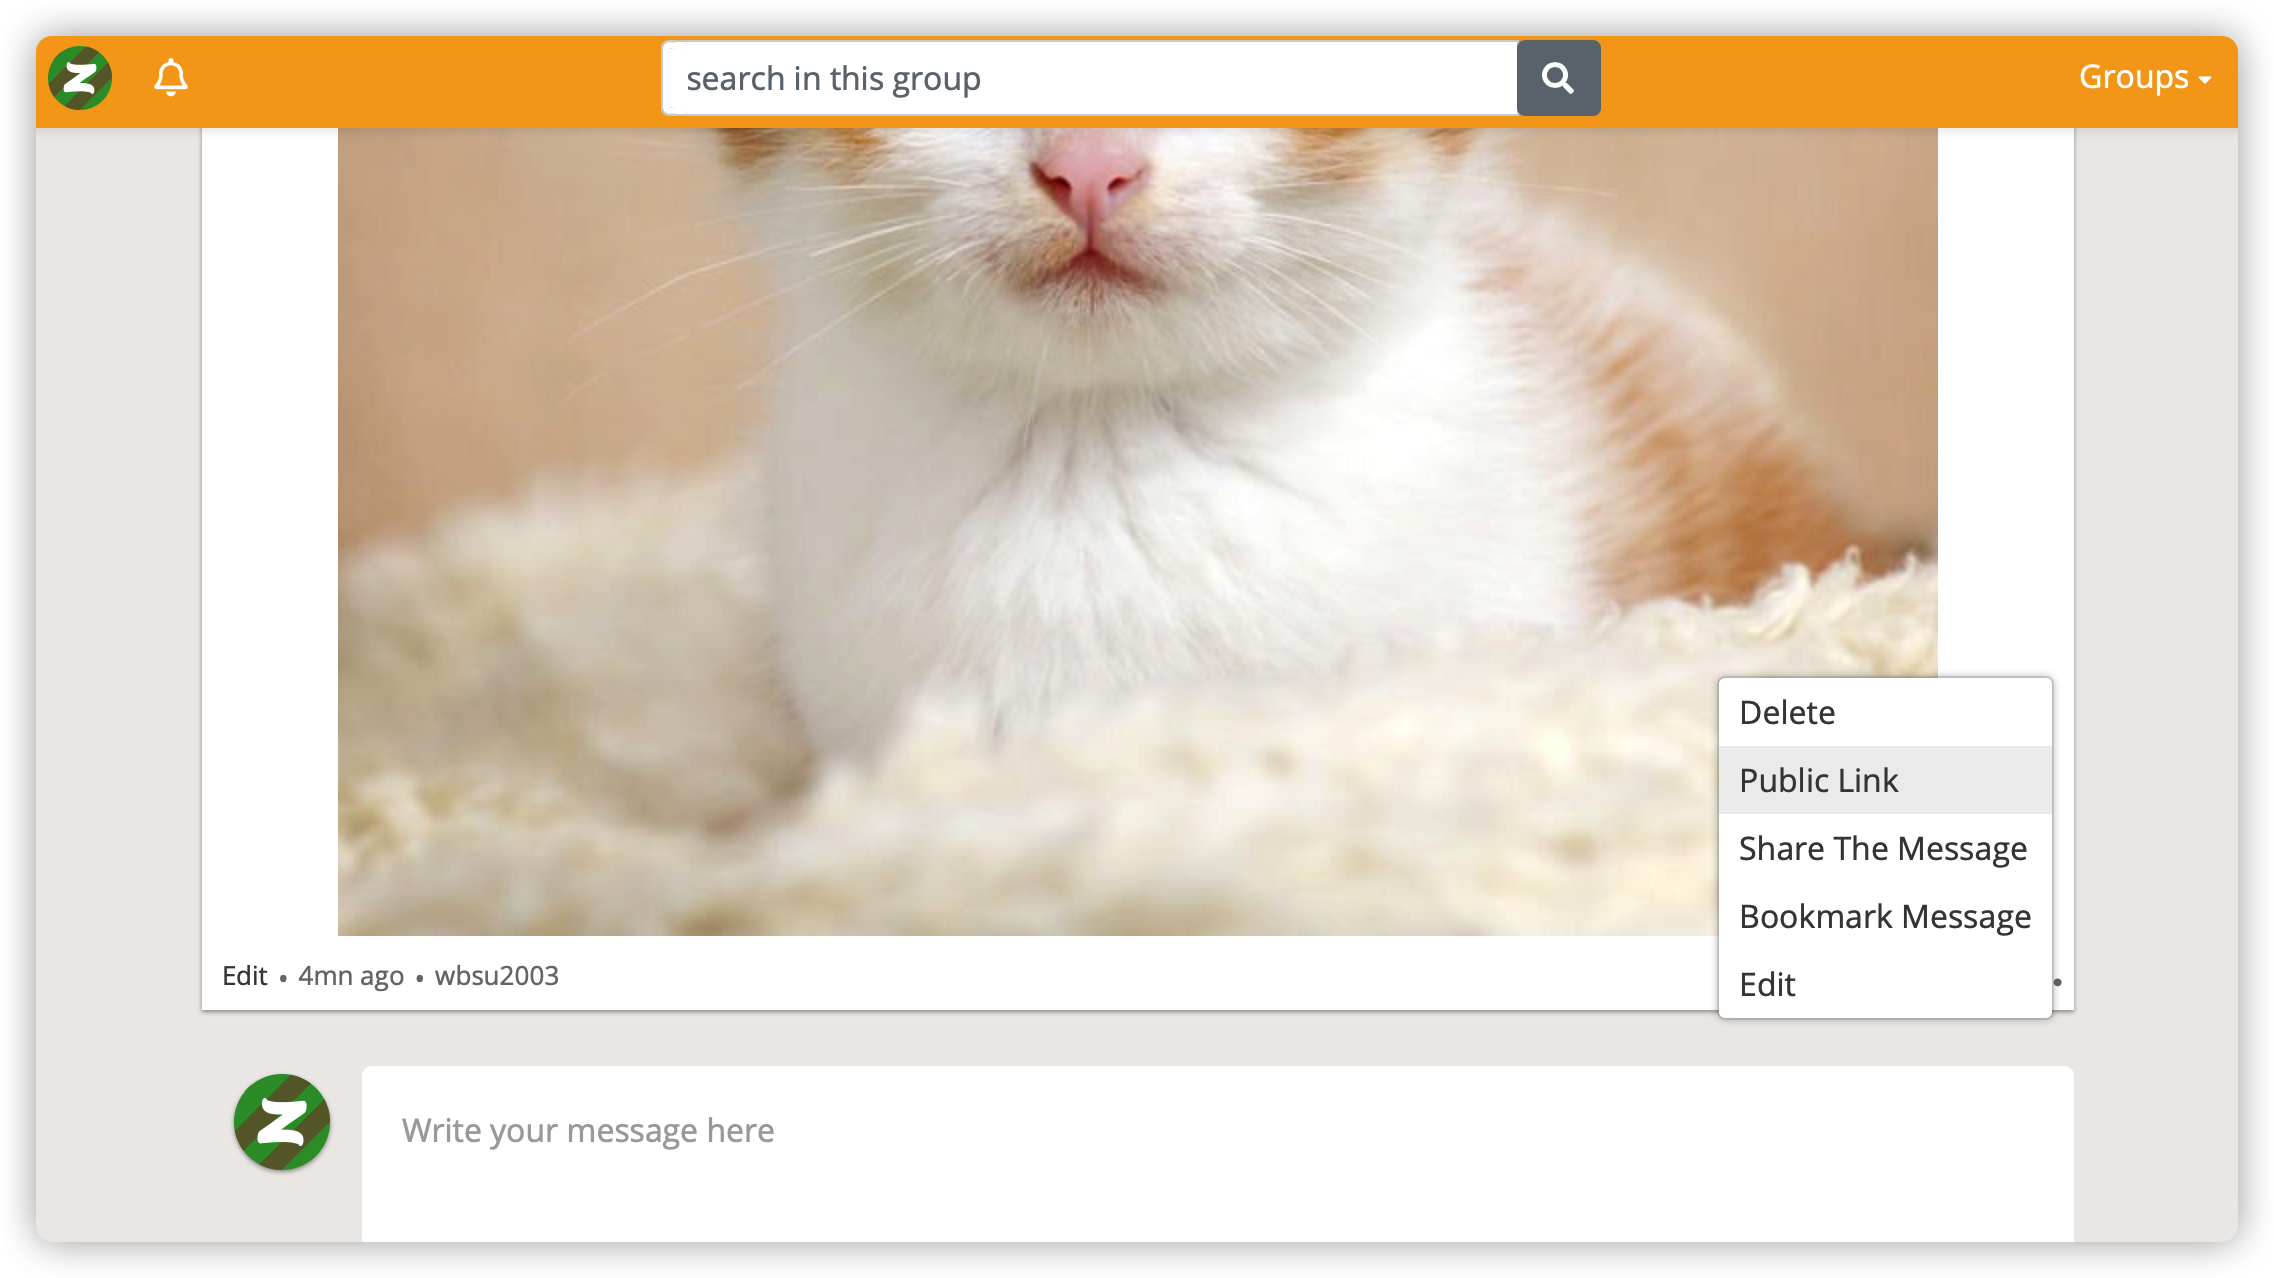 Z
search in this group
Groups
Delete
Public Link
Share The Message
Bookmark Message
Edit
Edit • 4mn ago • wbsu2003
Z
Write your message here